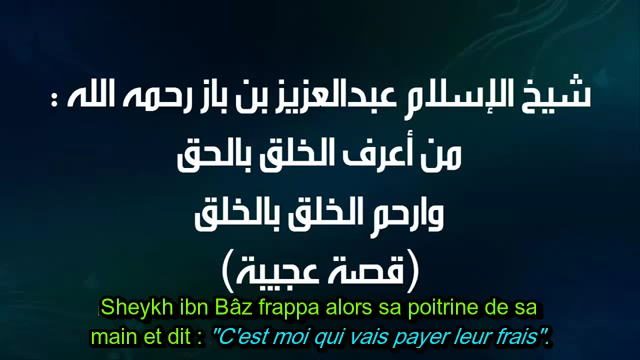 شيخ الإسلام عبدالعزيز بن باز رحمه الله :
من أعرف الخلق بالحق
وارحم الخلق بالخلق
(قصة عجيبة)
Sheykh ibn Bâz frappa alors sa poitrine de sa
main et dit : "C'est moi qui vais payer leur frais".